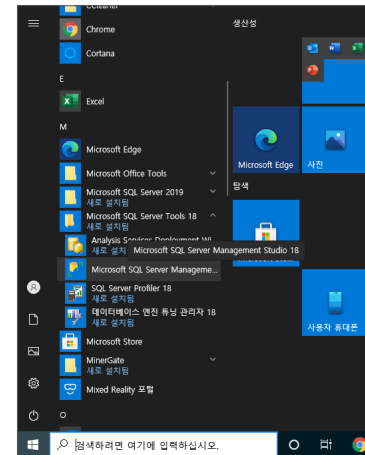 CCleaner
Chrome
Cortana
E
Excel
M
Microsoft Edge
Microsoft Office Tools
Microsoft SQL Server 2019
새로 설치됨
Microsoft SQL Server Tools 18
새로 설치됨
Analysis Services Deployment Wi...
새로 설치
Microsoft SQL Server Management Studio 18
Microsoft SQL Server Manageme...
SQL Server Profiler 18
새로 설치됨
데이터베이스 엔진 튜닝 관리자 18
새로 설치됨
Microsoft Store
MinerGate
새로 설치됨
Mixed Reality 포털
O
생산성
Microsoft Edge
사진
탐색
사용자 휴대폰
검색하려면 여기에 입력하십시오.